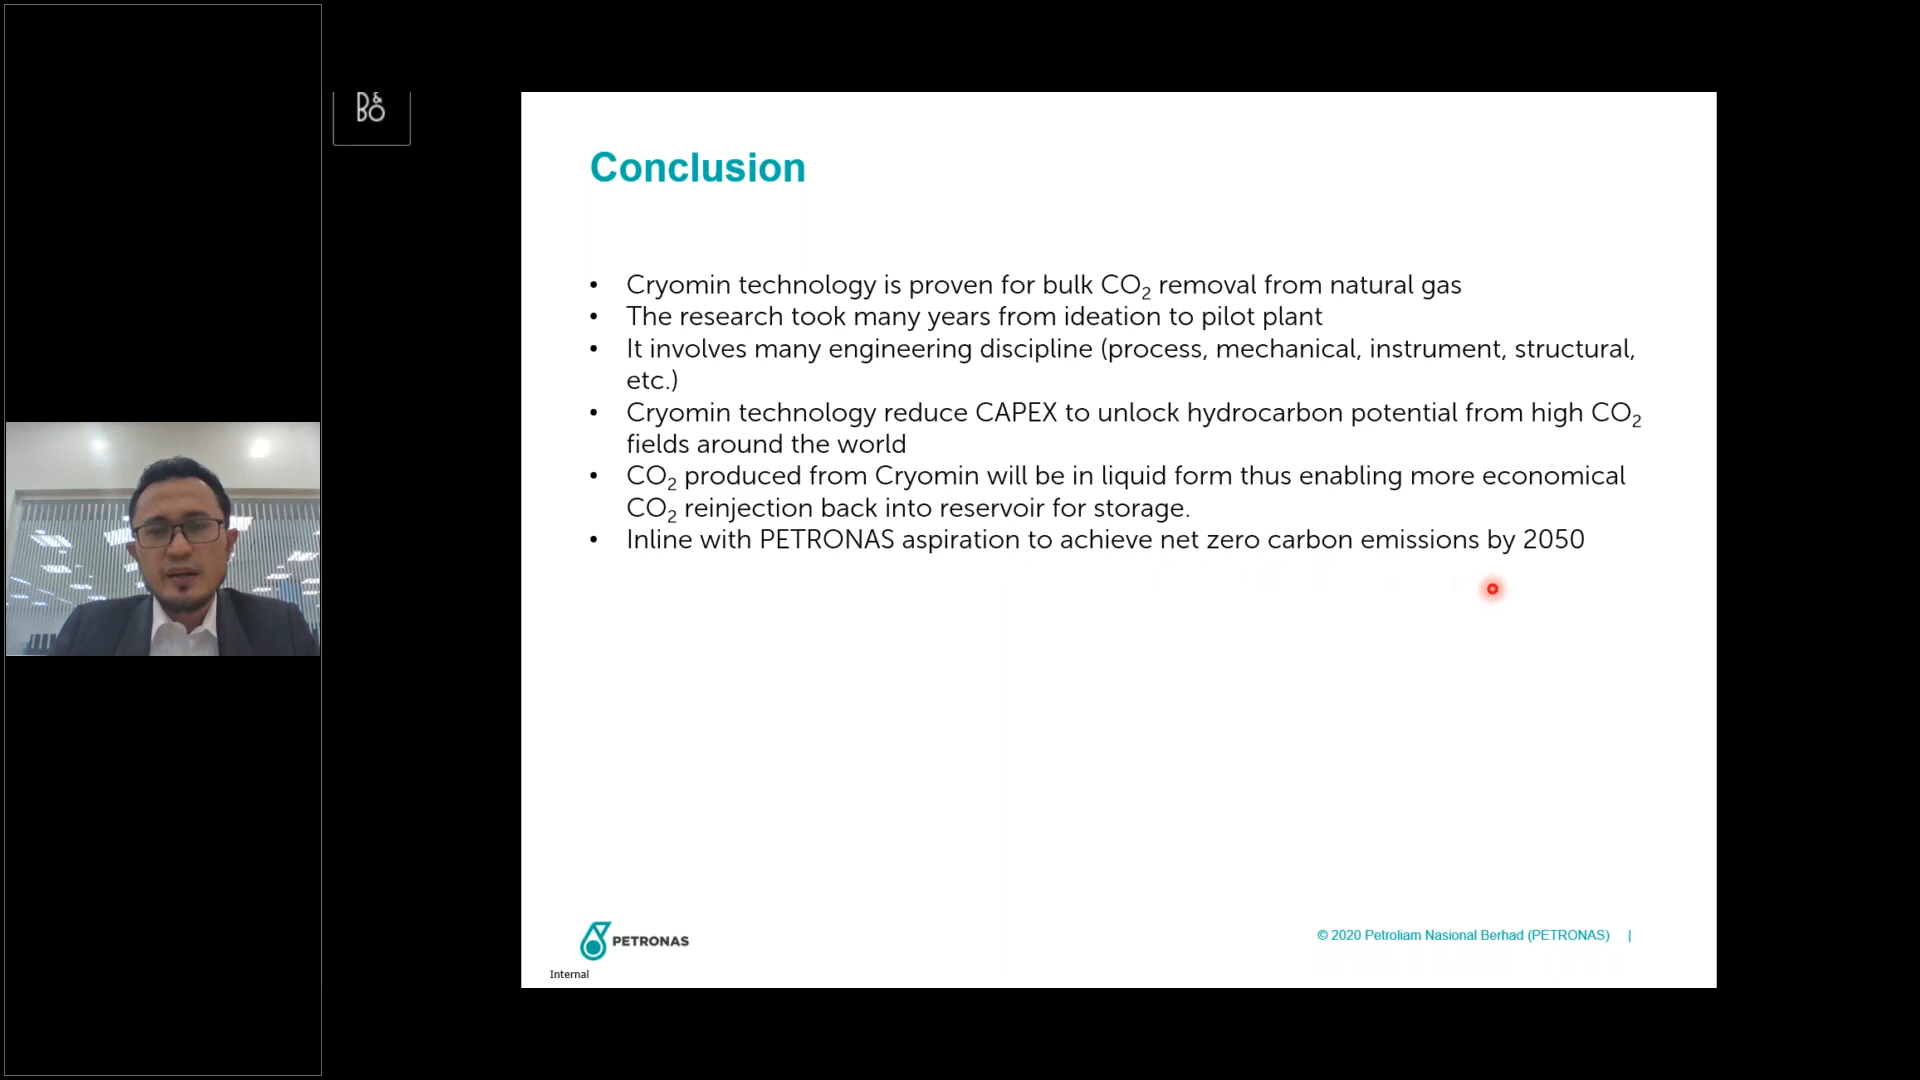 B&O
Conclusion
• Cryomin technology is proven for bulk CO₂ removal from natural gas
• The research took many years from ideation to pilot plant
• It involves many engineering discipline (process, mechanical, instrument, structural,
etc.)
• Cryomin technology reduce CAPEX to unlock hydrocarbon potential from high CO₂
fields around the world
• CO₂ produced from Cryomin will be in liquid form thus enabling more economical
CO₂ reinjection back into reservoir for storage.
• Inline with PETRONAS aspiration to achieve net zero carbon emissions by 2050
PETRONAS
© 2020 Petroliam Nasional Berhad (PETRONAS) |
Internal